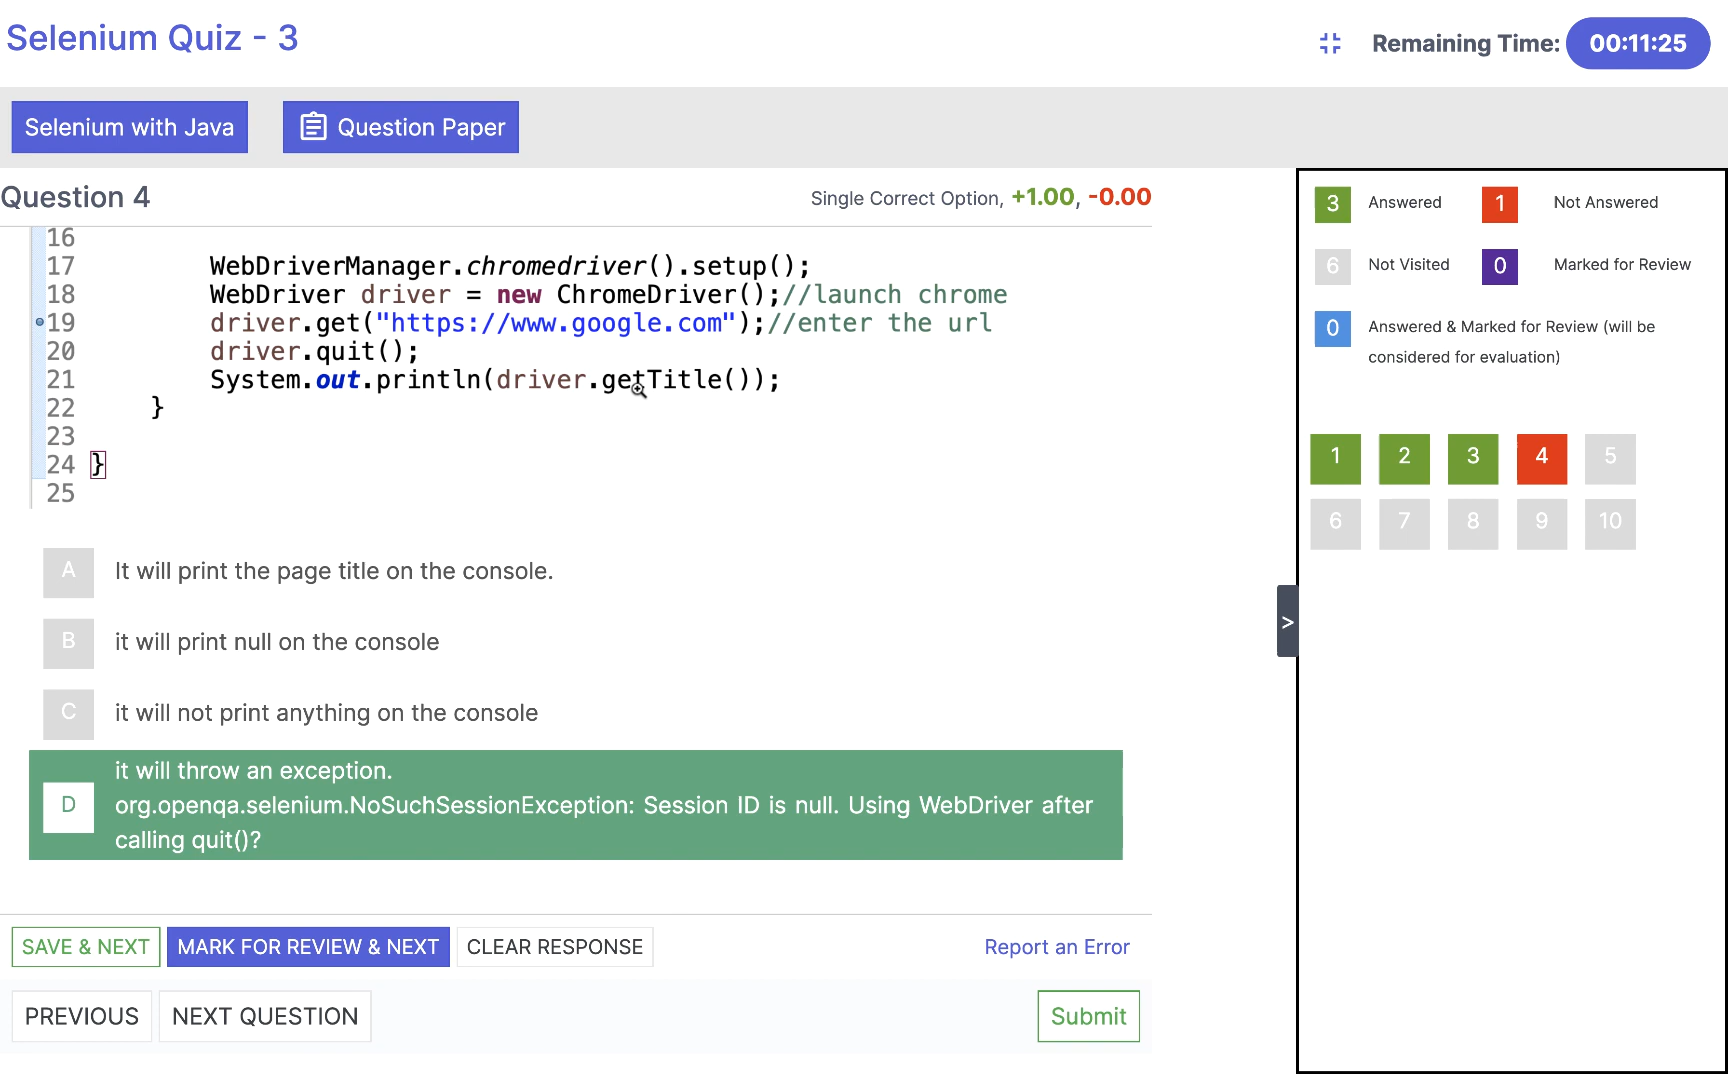 Selenium Quiz - 3
Remaining Time: 00:11:25
Selenium with Java
Question Paper
Question 4
Single Correct Option, +1.00, -0.00
16
17 WebDriverManager.chromedriver().setup();
18 WebDriver driver = new ChromeDriver();//launch chrome
19 driver.get("https://www.google.com");//enter the url
20 driver.quit();
21 System.out.println(driver.getTitle());
22 }
23
24 }
25
A It will print the page title on the console.
B it will print null on the console
C it will not print anything on the console
it will throw an exception.
D org.openqa.selenium.NoSuchSessionException: Session ID is null. Using WebDriver after
calling quit()?
SAVE & NEXT
MARK FOR REVIEW & NEXT
CLEAR RESPONSE
Report an Error
PREVIOUS
NEXT QUESTION
Submit
3 Answered
1 Not Answered
6 Not Visited
0 Marked for Review
0 Answered & Marked for Review (will be
considered for evaluation)
1 2 3 4 5
6 7 8 9 10
>